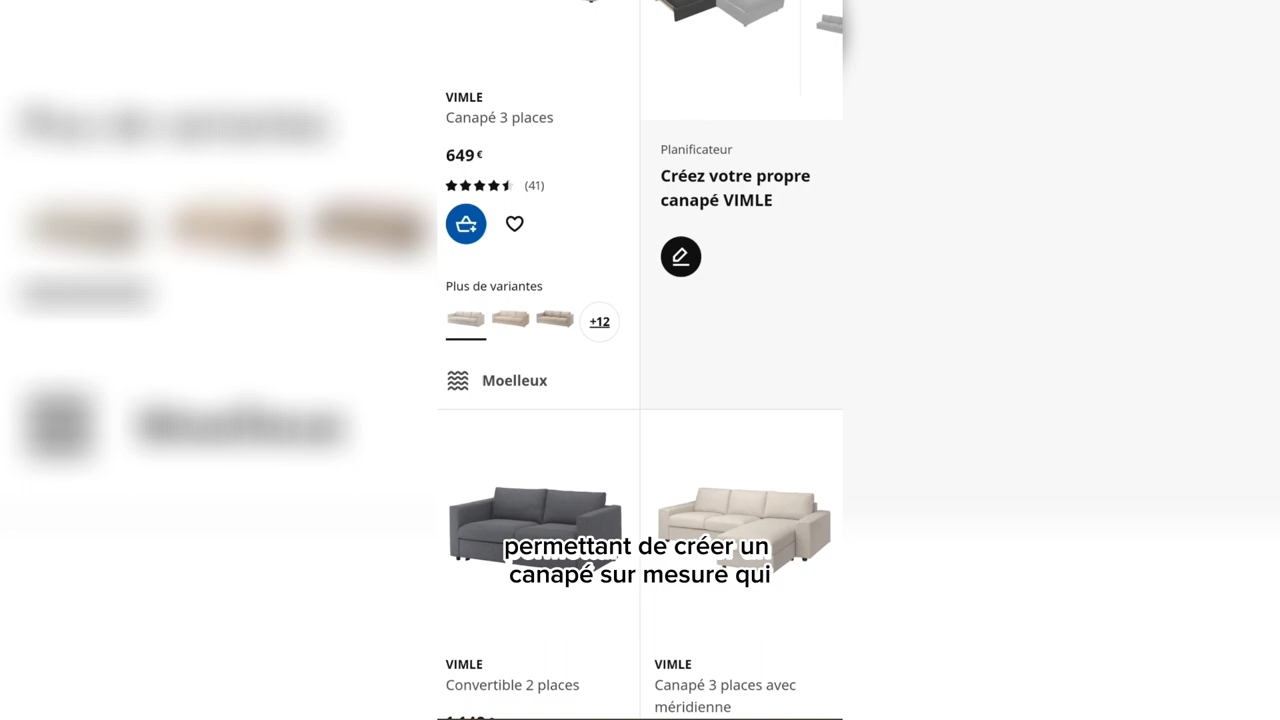 VIMLE
Canapé 3 places
649 €
(41)
Plus de variantes
+12
Moelleux
Planificateur
Créez votre propre
canapé VIMLE
permettant de créer un
canapé sur mesure qui
VIMLE
Convertible 2 places
VIMLE
Canapé 3 places avec
méridienne